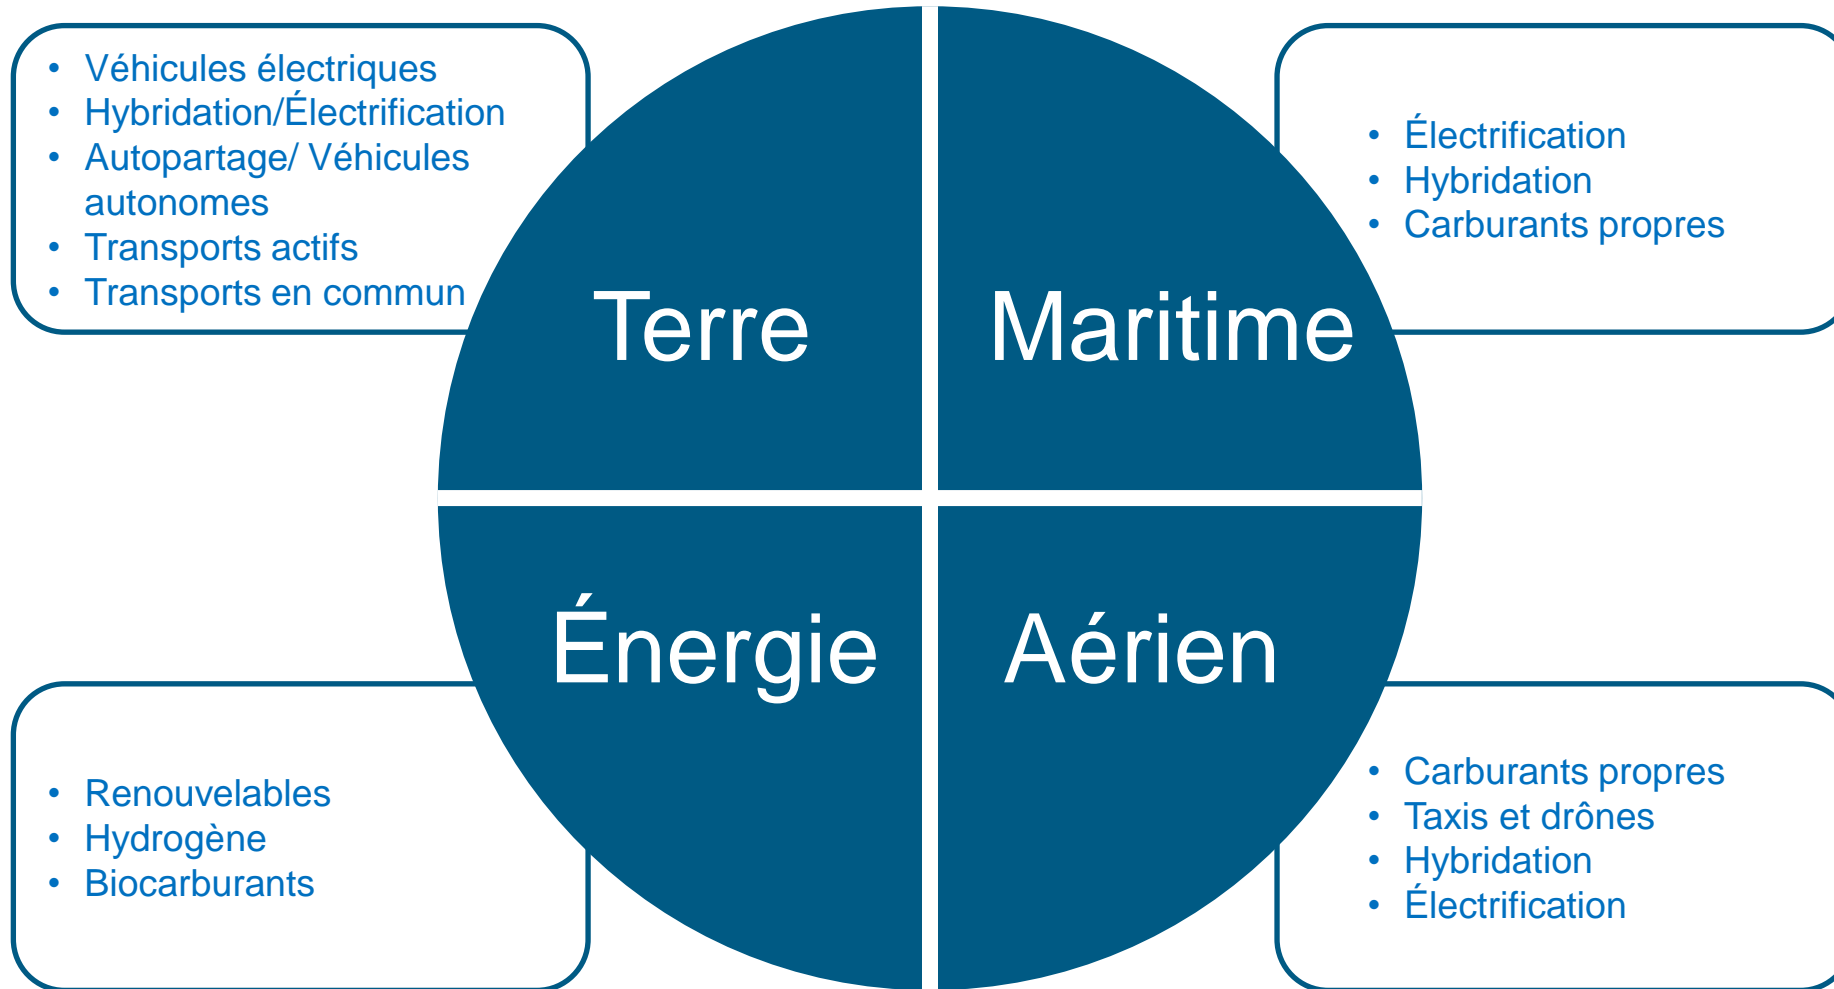 • Véhicules électriques
• Hybridation/Électrification
• Autopartage/ Véhicules
autonomes
• Transports actifs
• Transports en commun
Terre
• Électrification
• Hybridation
• Carburants propres
Maritime
Énergie
• Renouvelables
• Hydrogène
• Biocarburants
Aérien
• Carburants propres
• Taxis et drônes
• Hybridation
• Électrification